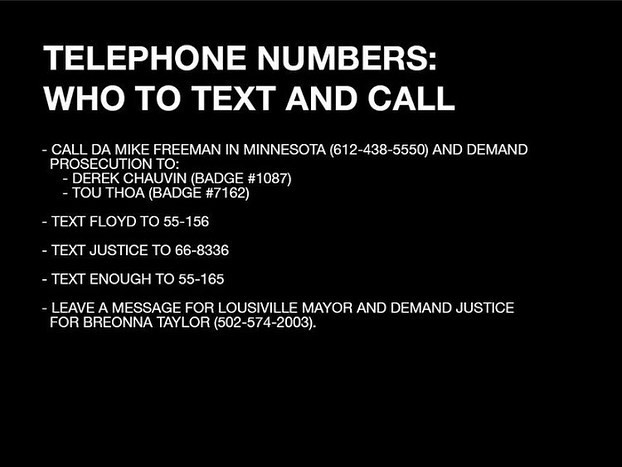 TELEPHONE NUMBERS:
WHO TO TEXT AND CALL
- CALL DA MIKE FREEMAN IN MINNESOTA (612-438-5550) AND DEMAND
PROSECUTION TO:
- DEREK CHAUVIN (BADGE #1087)
- TOU THOA (BADGE #7162)
- TEXT FLOYD TO 55-156
- TEXT JUSTICE TO 66-8336
- TEXT ENOUGH TO 55-165
- LEAVE A MESSAGE FOR LOUSIVILLE MAYOR AND DEMAND JUSTICE
FOR BREONNA TAYLOR (502-574-2003).